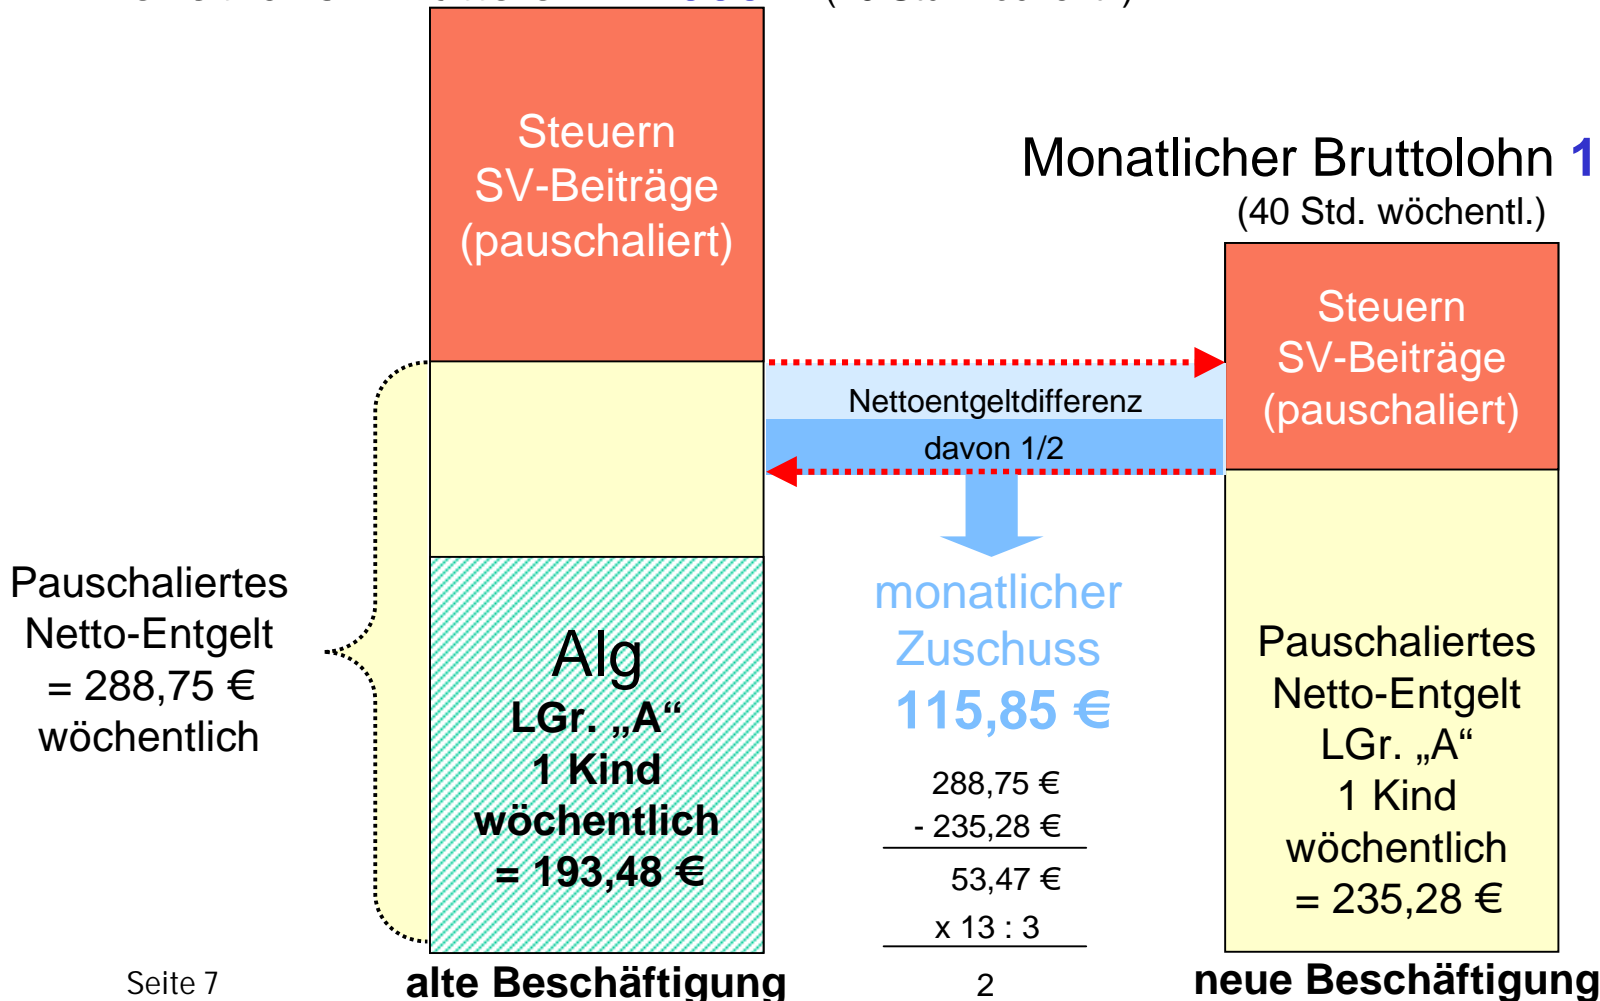 Steuern
SV-Beiträge
(pauschaliert)
Monatlicher Bruttolohn 1
(40 Std. wöchentl.)
Steuern
SV-Beiträge
(pauschaliert)
Nettoentgeltdifferenz
davon 1/2
Pauschaliertes
Netto-Entgelt
= 288,75 €
wöchentlich
Alg
LGr. „A“
1 Kind
wöchentlich
= 193,48 €
monatlicher
Zuschuss
115,85 €
288,75 €
- 235,28 €
53,47 €
x 13 : 3
2
Pauschaliertes
Netto-Entgelt
LGr. „A“
1 Kind
wöchentlich
= 235,28 €
Seite 7
alte Beschäftigung
neue Beschäftigung